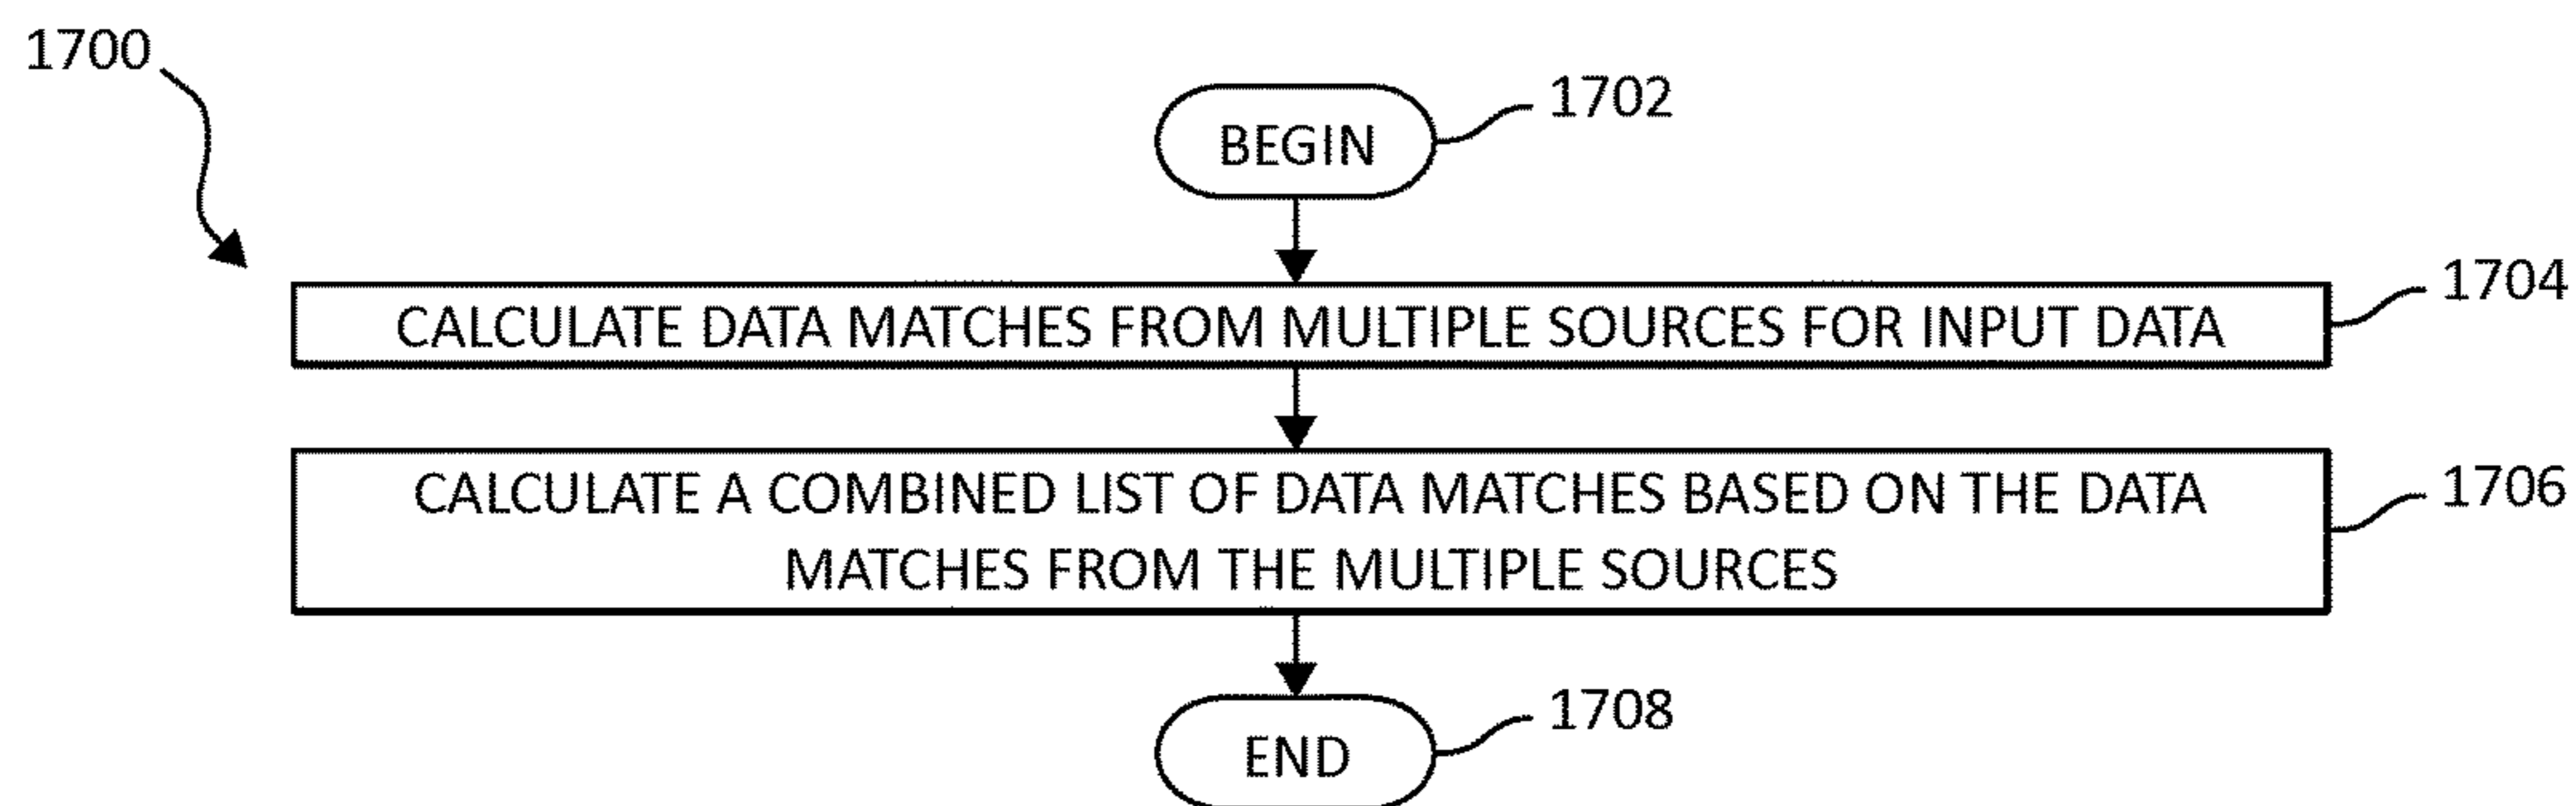 1700
BEGIN
1702
CALCULATE DATA MATCHES FROM MULTIPLE SOURCES FOR INPUT DATA
1704
CALCULATE A COMBINED LIST OF DATA MATCHES BASED ON THE DATA
MATCHES FROM THE MULTIPLE SOURCES
1706
END
1708